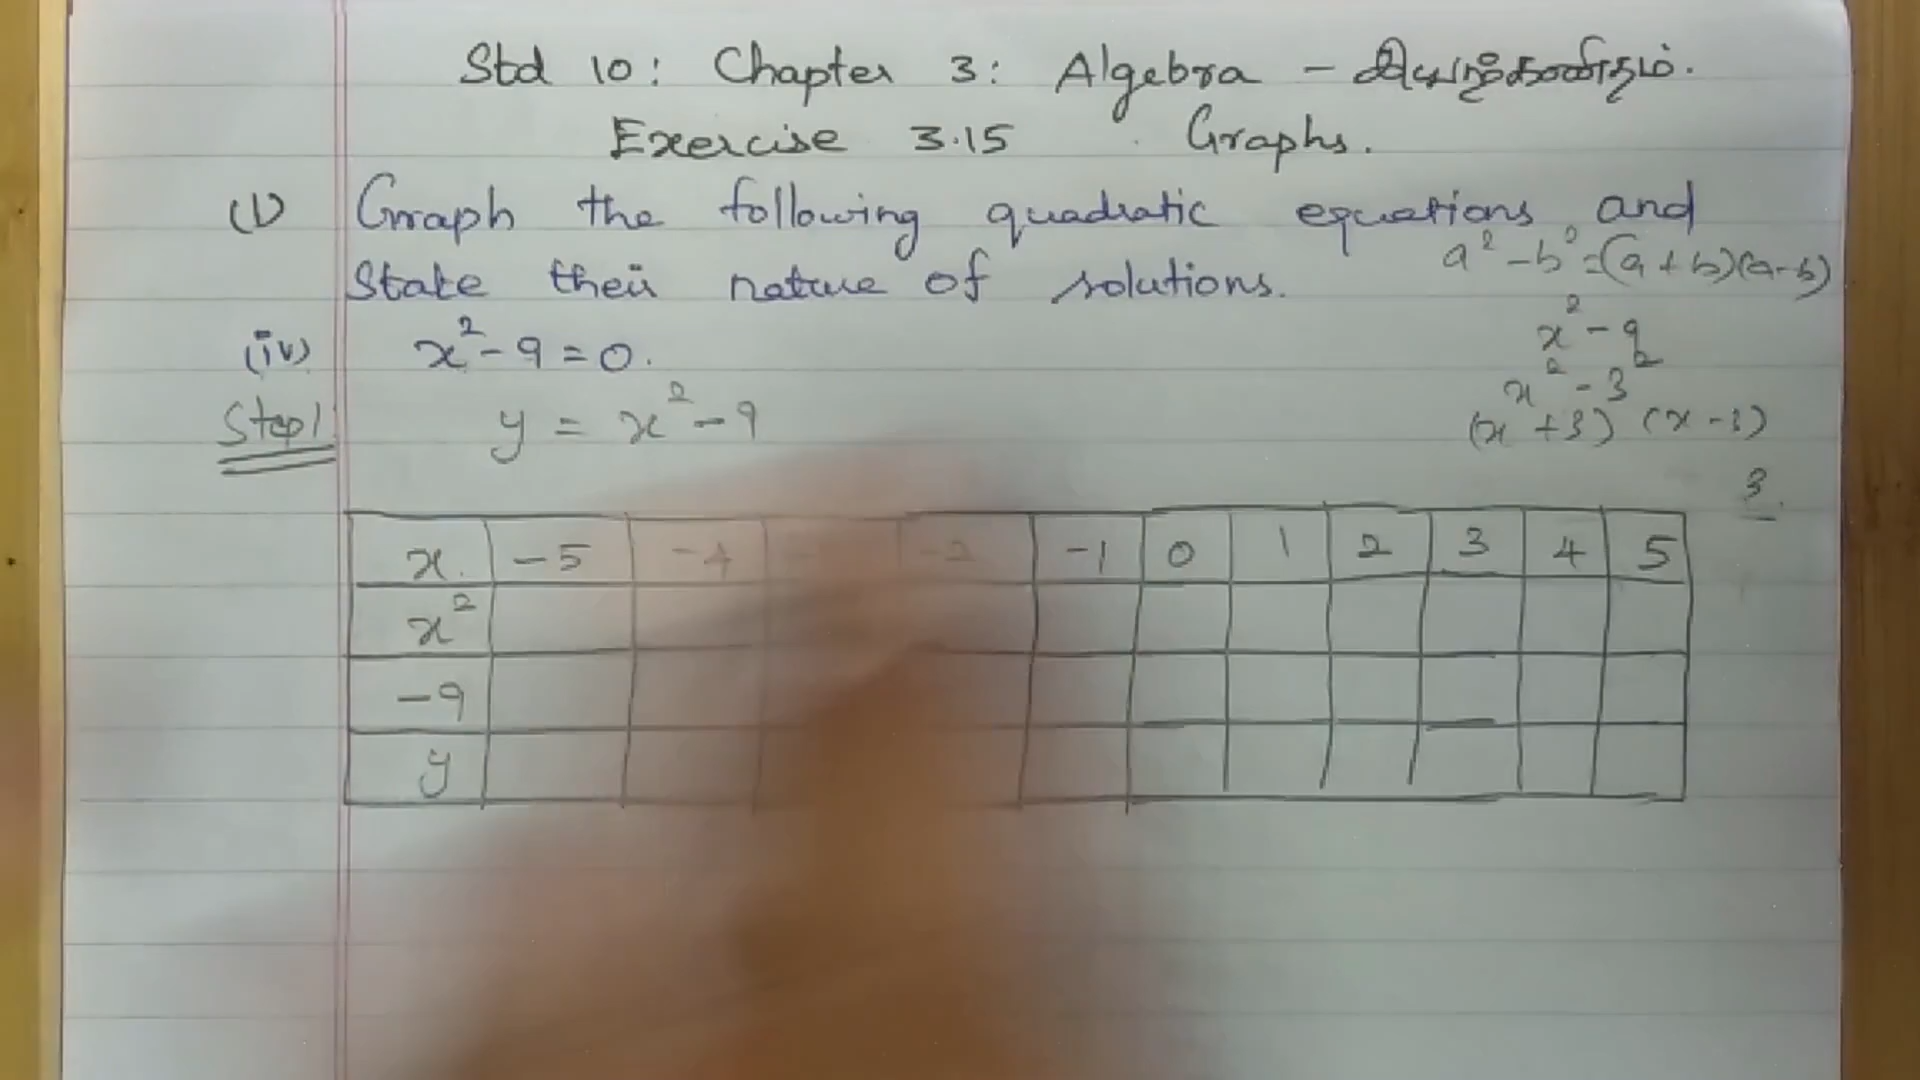 Std 10: Chapter 3: Algebra - இயற்கணிதம்.
Exercise 3.15 Graphs.
(1) Graph the following quadratic equations and
State their nature of solutions.
a² - b² = (a + b)(a - b)
(iv) x² - 9 = 0.
x² - 9
x² - 3²
Step 1 y = x² - 9
(x + 3) (x - 3)
3.
x. -5 -4 - -2 -1 0 1 2 3 4 5
x²
-9
y